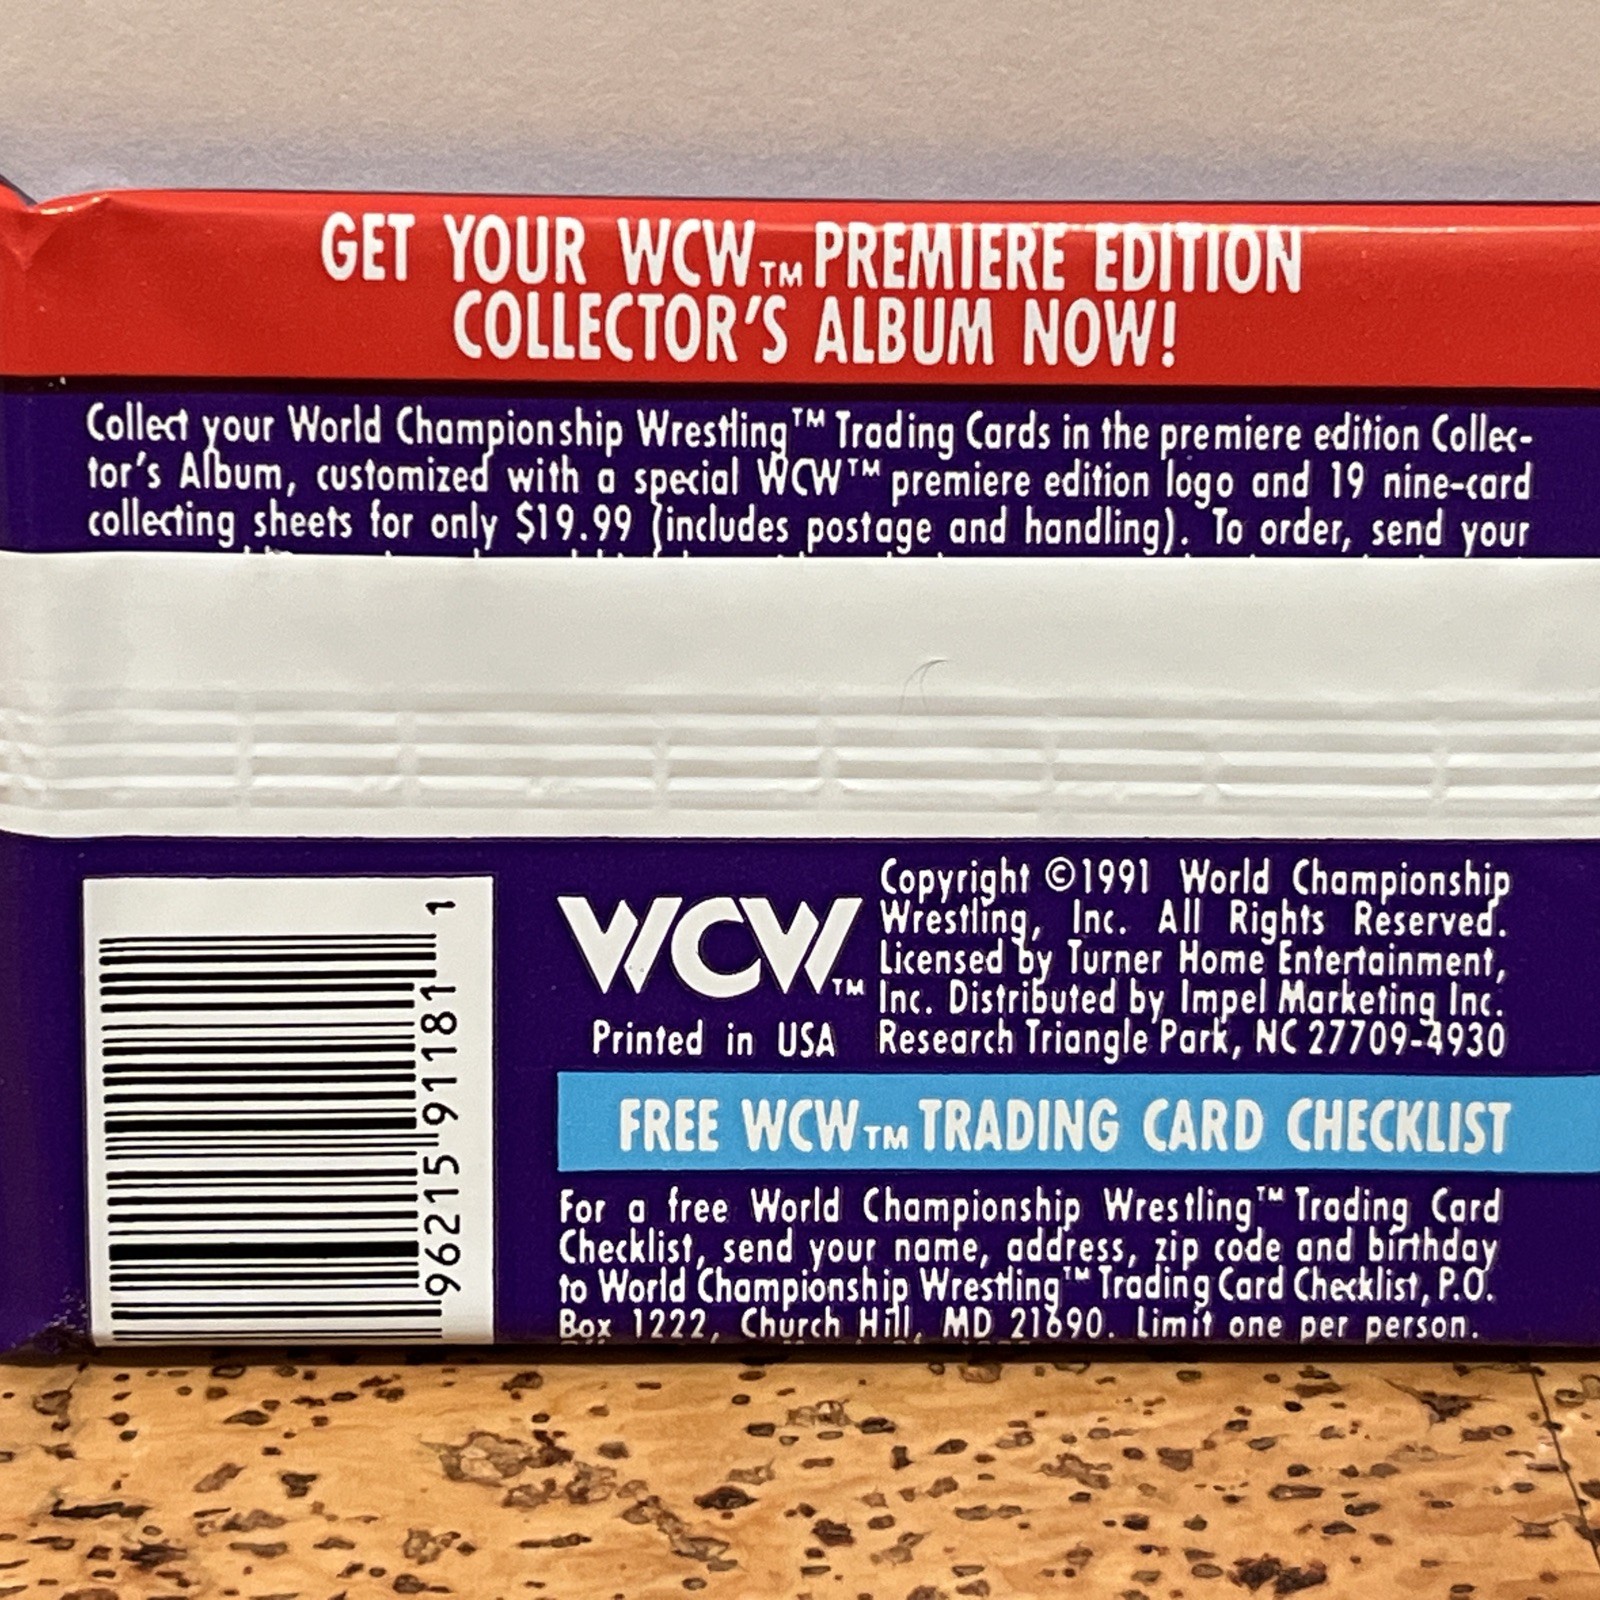 GET YOUR WCW™ PREMIERE EDITION
COLLECTOR'S ALBUM NOW!
Collect your World Championship Wrestling™ Trading Cards in the premiere edition Collec-
tor's Album, customized with a special WCW™ premiere edition logo and 19 nine-card
collecting sheets for only $19.99 (includes postage and handling). To order, send your
WCW™
Printed in USA
Copyright ©1991 World Championship
Wrestling, Inc. All Rights Reserved.
Licensed by Turner Home Entertainment,
Inc. Distributed by Impel Marketing Inc.
Research Triangle Park, NC 27709-4930
FREE WCW™ TRADING CARD CHECKLIST
For a free World Championship Wrestling™ Trading Card
Checklist, send your name, address, zip code and birthday
to World Championship Wrestling™ Trading Card Checklist, P.O.
Box 1222, Church Hill, MD 21690. Limit one per person.
96215 91181 1